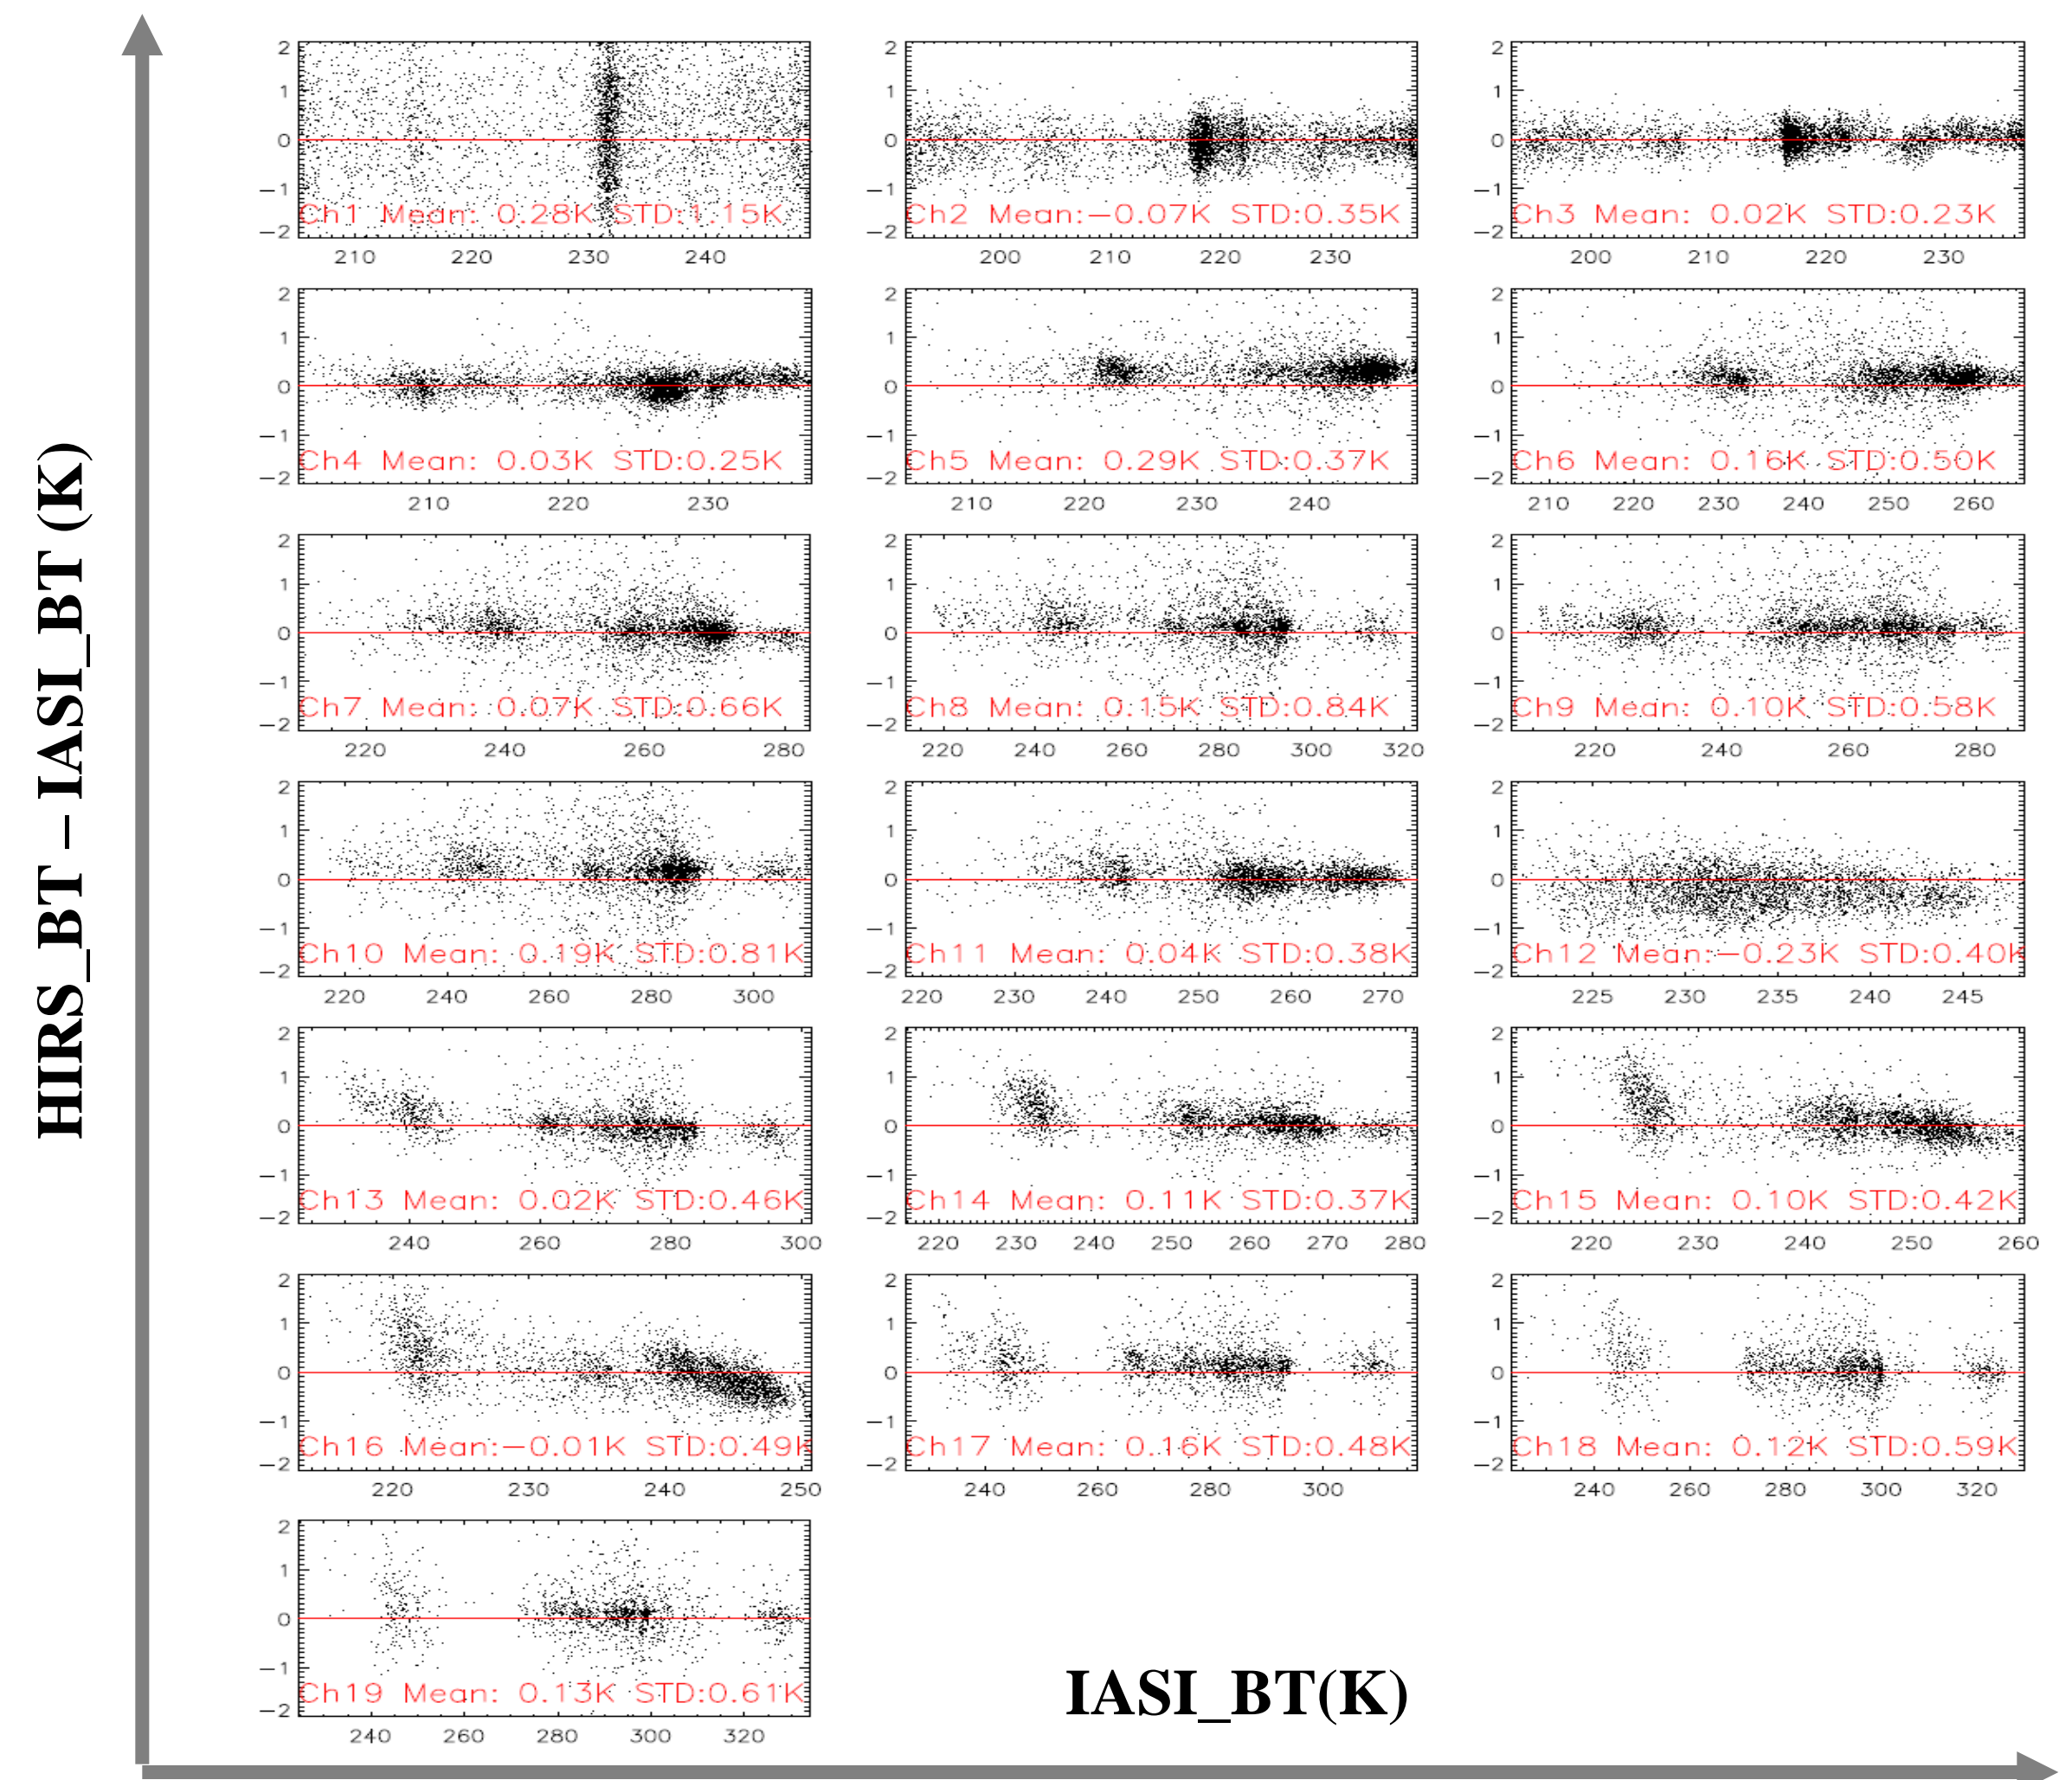 HIRS_BT – IASI_BT (K)
2 1 0 −1 −2
Ch1 Mean: 0.28K STD:1.15K
210 220 230 240
2 1 0 −1 −2
Ch2 Mean:−0.07K STD:0.35K
200 210 220 230
2 1 0 −1 −2
Ch3 Mean: 0.02K STD:0.23K
200 210 220 230
2 1 0 −1 −2
Ch4 Mean: 0.03K STD:0.25K
210 220 230
2 1 0 −1 −2
Ch5 Mean: 0.29K STD:0.37K
210 220 230 240
2 1 0 −1 −2
Ch6 Mean: 0.16K STD:0.50K
210 220 230 240 250 260
2 1 0 −1 −2
Ch7 Mean: 0.07K STD:0.66K
220 240 260 280
2 1 0 −1 −2
Ch8 Mean: 0.15K STD:0.84K
220 240 260 280 300 320
2 1 0 −1 −2
Ch9 Mean: 0.10K STD:0.58K
220 240 260 280
2 1 0 −1 −2
Ch10 Mean: 0.19K STD:0.81K
220 240 260 280 300
2 1 0 −1 −2
Ch11 Mean: 0.04K STD:0.38K
220 230 240 250 260 270
2 1 0 −1 −2
Ch12 Mean:−0.23K STD:0.40K
225 230 235 240 245
2 1 0 −1 −2
Ch13 Mean: 0.02K STD:0.46K
240 260 280 300
2 1 0 −1 −2
Ch14 Mean: 0.11K STD:0.37K
220 230 240 250 260 270 280
2 1 0 −1 −2
Ch15 Mean: 0.10K STD:0.42K
220 230 240 250 260
2 1 0 −1 −2
Ch16 Mean:−0.01K STD:0.49K
220 230 240 250
2 1 0 −1 −2
Ch17 Mean: 0.16K STD:0.48K
240 260 280 300
2 1 0 −1 −2
Ch18 Mean: 0.12K STD:0.59K
240 260 280 300 320
2 1 0 −1 −2
Ch19 Mean: 0.13K STD:0.61K
240 260 280 300 320
IASI_BT(K)